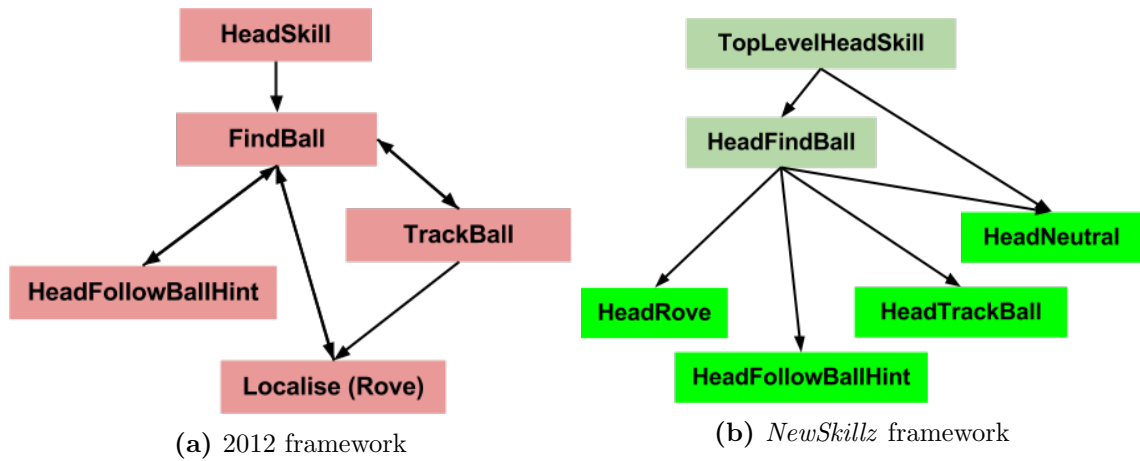 HeadSkill
FindBall
TrackBall
HeadFollowBallHint
Localise (Rove)
(a) 2012 framework
TopLevelHeadSkill
HeadFindBall
HeadNeutral
HeadRove
HeadTrackBall
HeadFollowBallHint
(b) NewSkillz framework